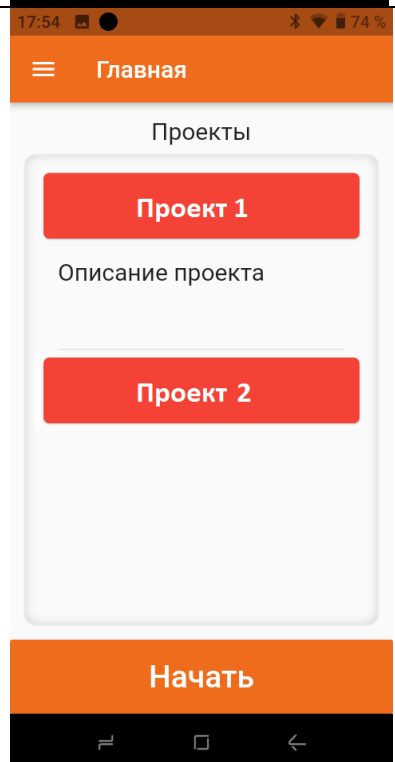 17:54 74 %
Главная
Проекты
Проект 1
Описание проекта
Проект 2
Начать